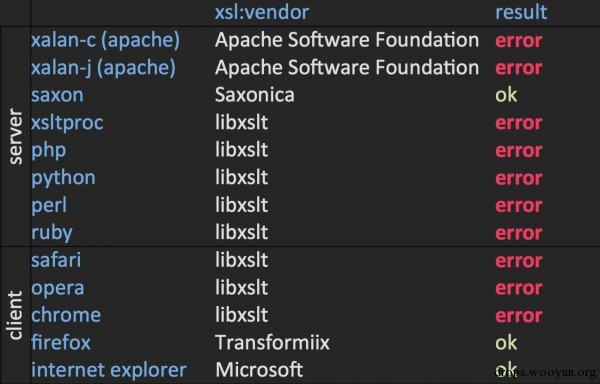 xsl:vendor result
server
xalan-c (apache) Apache Software Foundation error
xalan-j (apache) Apache Software Foundation error
saxon Saxonica ok
xsltproc libxslt error
php libxslt error
python libxslt error
perl libxslt error
ruby libxslt error
client
safari libxslt error
opera libxslt error
chrome libxslt error
firefox Transformiix ok
internet explorer Microsoft ok
drops.wooyun.org